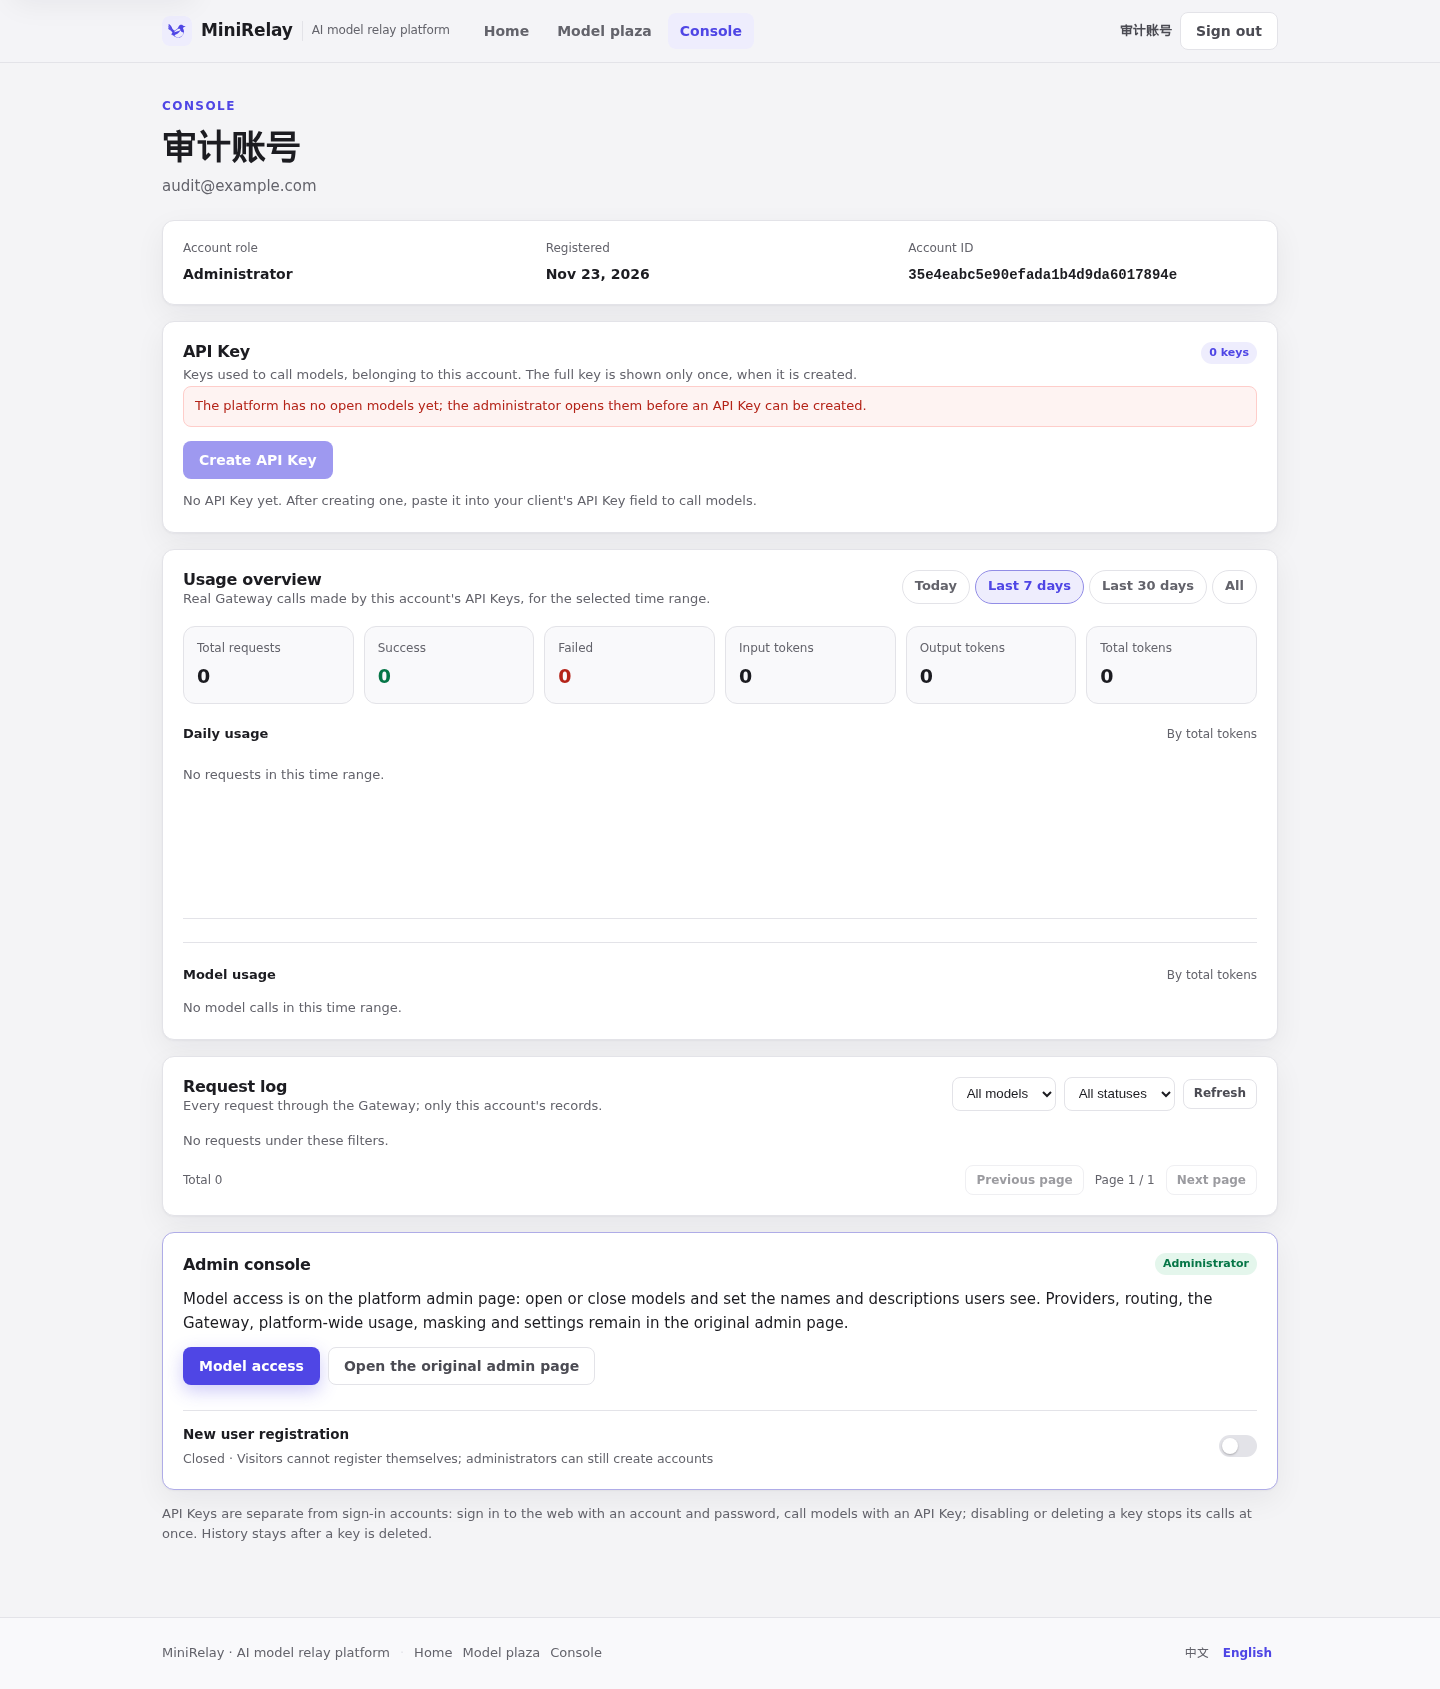 MiniRelay
AI model relay platform
Home
Model plaza
Console
审计账号
Sign out
CONSOLE
审计账号
audit@example.com
Account role
Registered
Account ID
Administrator
Nov 23, 2026
35e4eabc5e90efada1b4d9da6017894e
API Key
0 keys
Keys used to call models, belonging to this account. The full key is shown only once, when it is created.
The platform has no open models yet; the administrator opens them before an API Key can be created.
Create API Key
No API Key yet. After creating one, paste it into your client's API Key field to call models.
Usage overview
Today
Last 7 days
Last 30 days
All
Real Gateway calls made by this account's API Keys, for the selected time range.
Total requests
Success
Failed
Input tokens
Output tokens
Total tokens
0
0
0
0
0
0
Daily usage
By total tokens
No requests in this time range.
Model usage
By total tokens
No model calls in this time range.
Request log
All models
All statuses
Refresh
Every request through the Gateway; only this account's records.
No requests under these filters.
Total 0
Previous page
Page 1 / 1
Next page
Admin console
Administrator
Model access is on the platform admin page: open or close models and set the names and descriptions users see. Providers, routing, the
Gateway, platform-wide usage, masking and settings remain in the original admin page.
Model access
Open the original admin page
New user registration
Closed · Visitors cannot register themselves; administrators can still create accounts
API Keys are separate from sign-in accounts: sign in to the web with an account and password, call models with an API Key; disabling or deleting a key stops its calls at
once. History stays after a key is deleted.
MiniRelay · AI model relay platform · Home Model plaza Console
中文
English